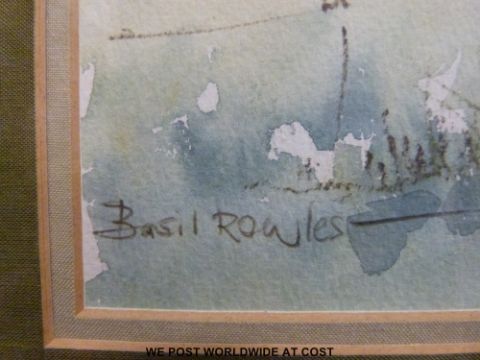 Basil Rowles
WE POST WORLDWIDE AT COST